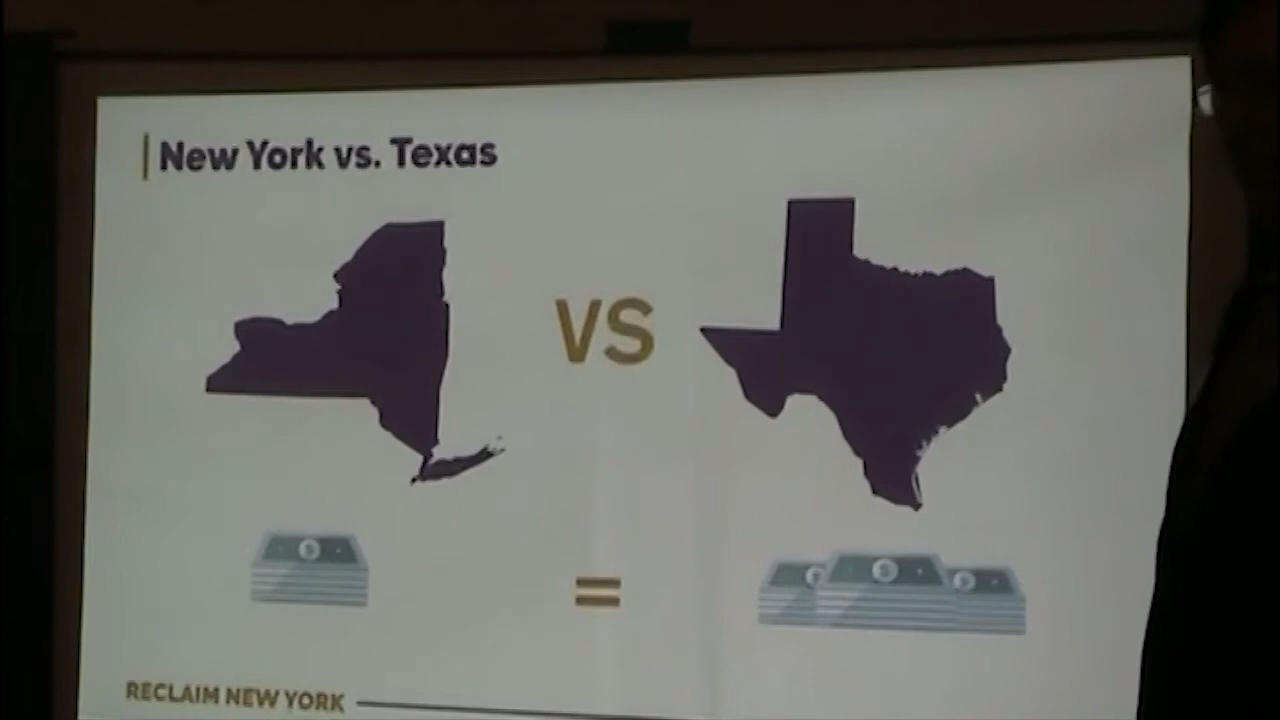 New York vs. Texas
VS
$
=
$ $ $
RECLAIM NEW YORK